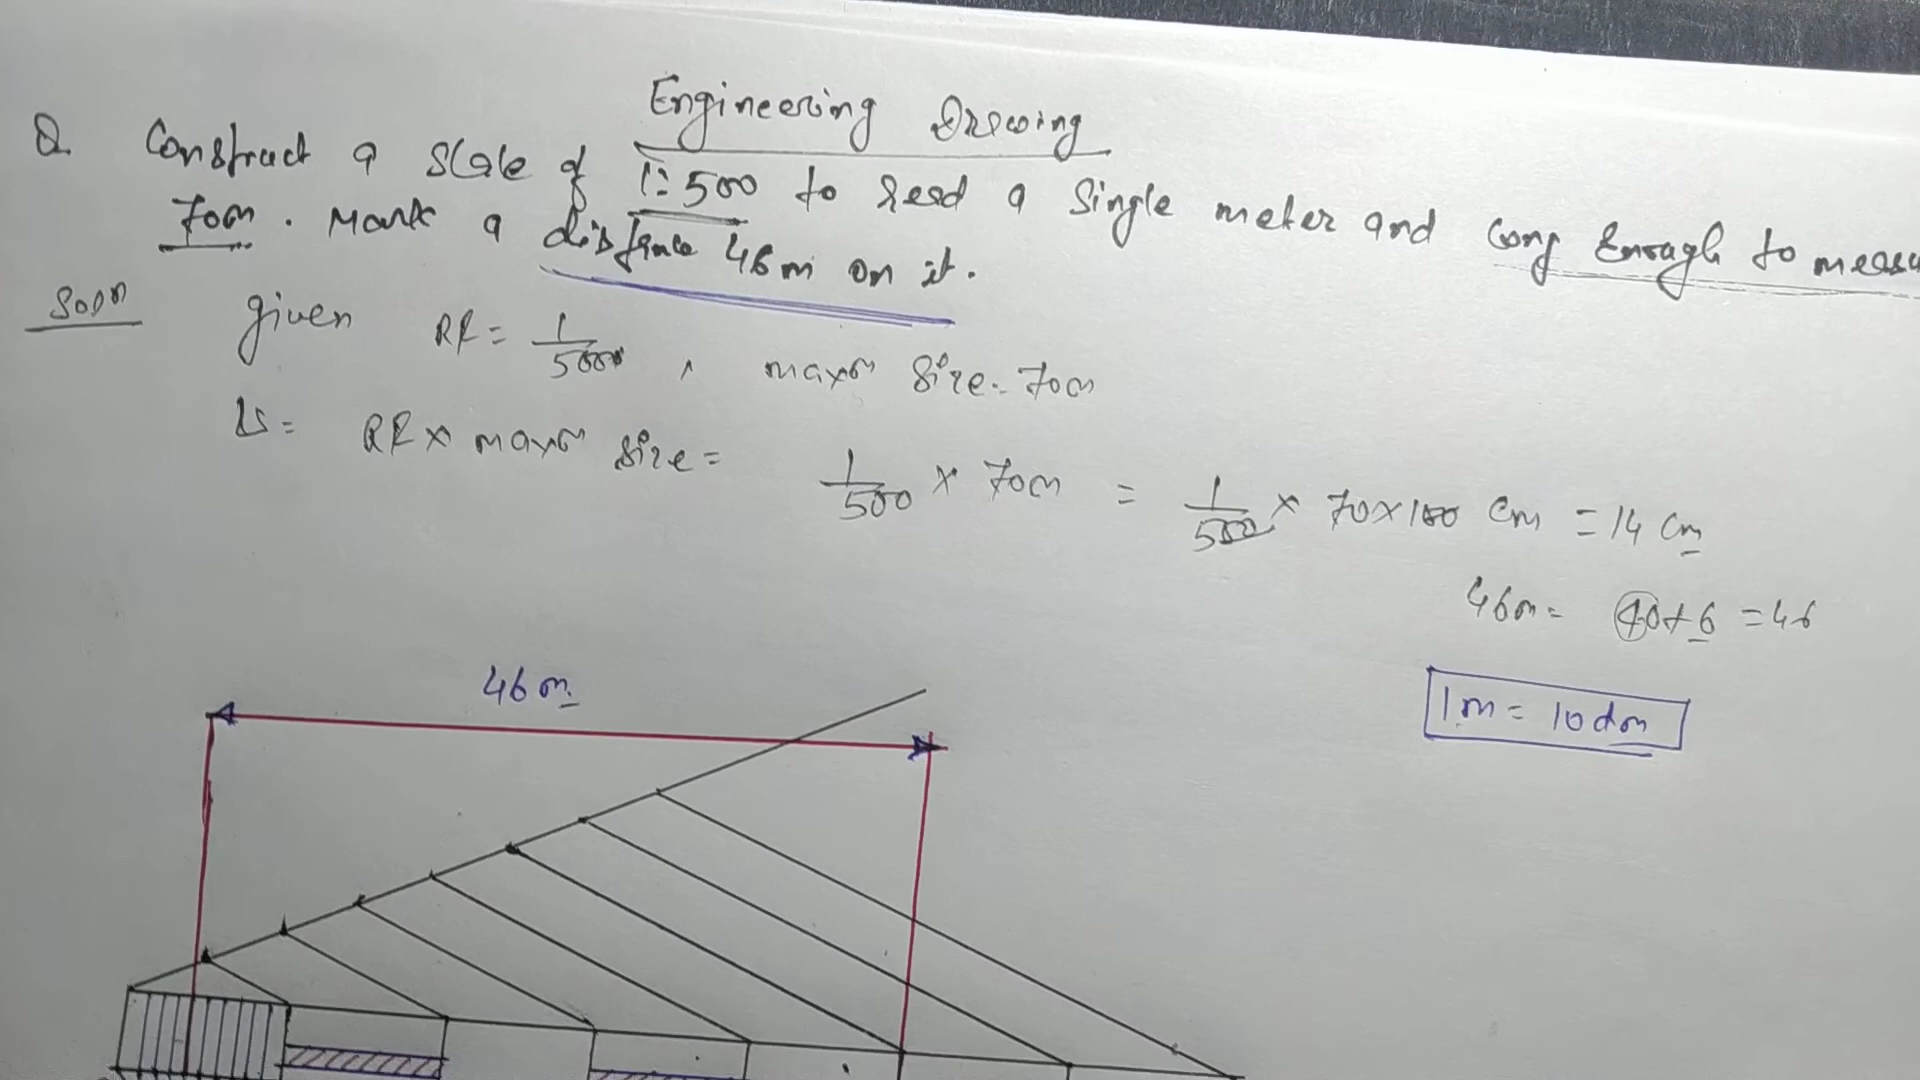 Engineering Drawing
Q. Construct a scale of 1:500 to read a single meter and long enough to measu
70m. Mark a distance 46m on it.
Soln given RF = 1/500, maxm size = 70m
LS = RF × maxm size = 1/500 × 70m = 1/500 × 70×100 cm = 14 cm
46m = 40+6 = 46
1m = 10dm
46m